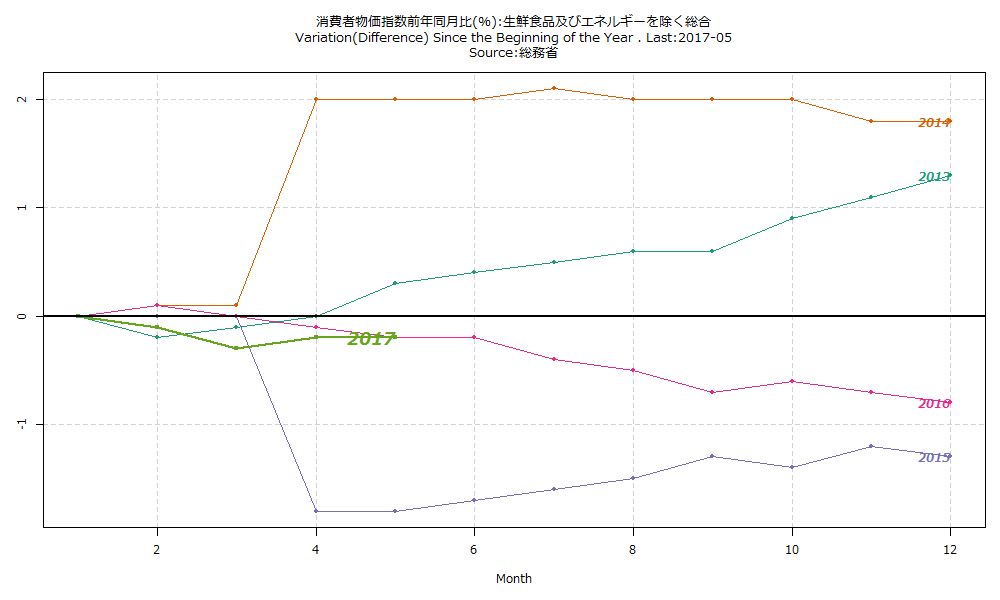 消費者物価指数前年同月比(%):生鮮食品及びエネルギーを除く総合
Variation(Difference) Since the Beginning of the Year . Last:2017-05
Source:総務省
2
1
0
-1
2014
2013
2017
2016
2015
2 4 6 8 10 12
Month